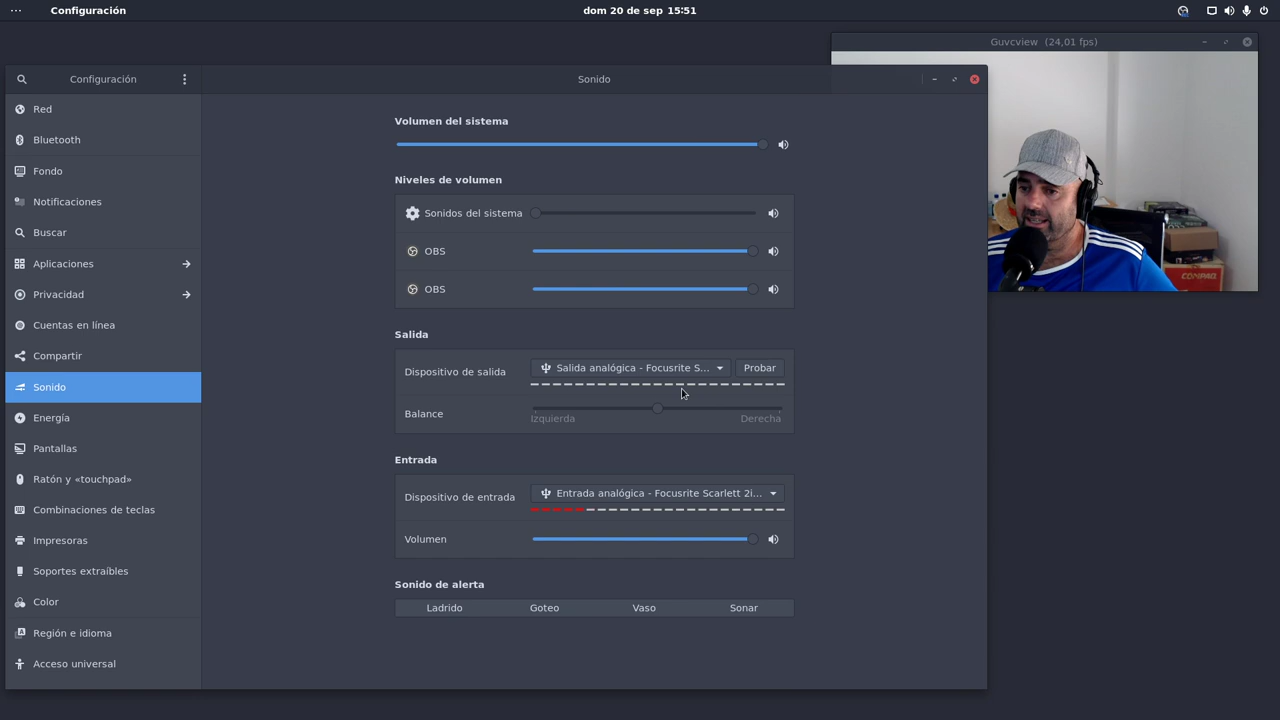 Configuración
dom 20 de sep 15:51
Guvcview (24,01 fps)
Configuración
Sonido
Red
Bluetooth
Fondo
Notificaciones
Buscar
Aplicaciones
Privacidad
Cuentas en línea
Compartir
Sonido
Energía
Pantallas
Ratón y «touchpad»
Combinaciones de teclas
Impresoras
Soportes extraíbles
Color
Región e idioma
Acceso universal
Volumen del sistema
Niveles de volumen
Sonidos del sistema
OBS
OBS
Salida
Dispositivo de salida
Salida analógica - Focusrite S...
Probar
Balance
Izquierda
Derecha
Entrada
Dispositivo de entrada
Entrada analógica - Focusrite Scarlett 2i...
Volumen
Sonido de alerta
Ladrido
Goteo
Vaso
Sonar
COMPAQ